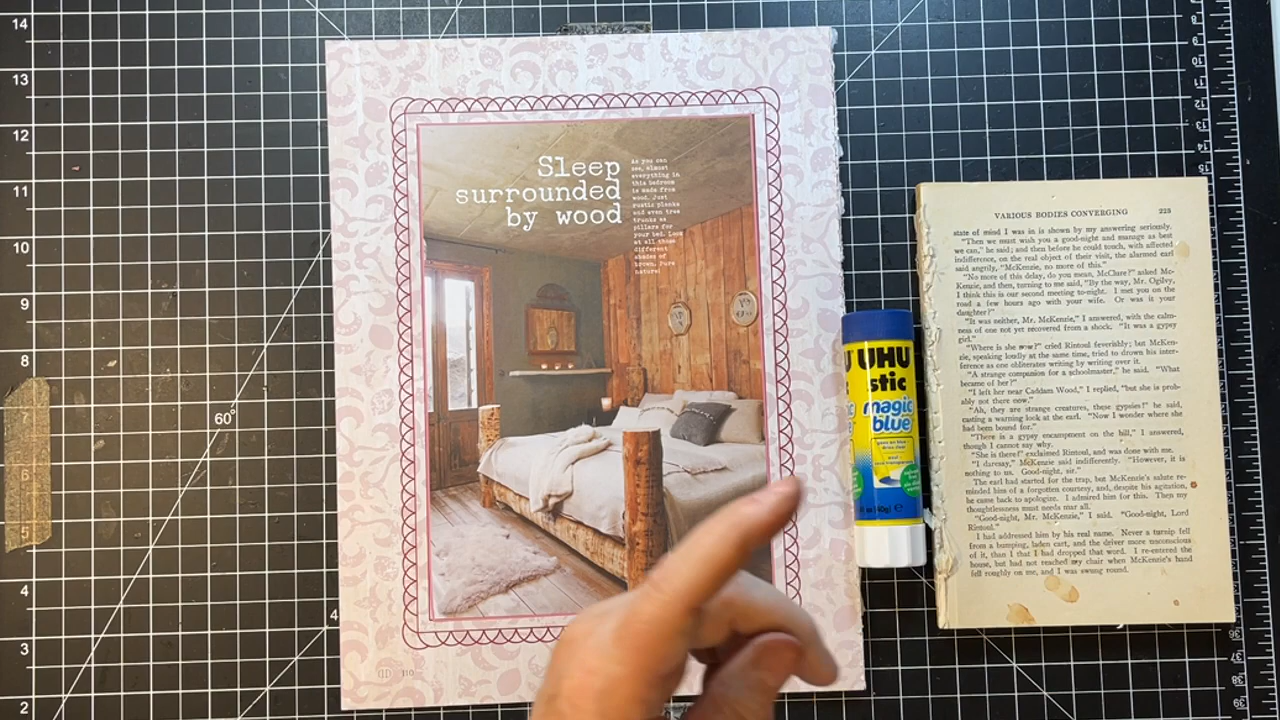 14
13
12
11
10
9
8
5
4
3
2
60°
4
Sleep
surrounded
by wood
As you can
see, almost
everything in
this bedroom
is made from
wood. Just
rustic planks
and even tree
trunks as
pillars for
your bed. Look
at all those
different
shades of
brown. Pure
nature!
110
UHU
stic
magic
blue
VARIOUS BODIES CONVERGING 223
state of mind I was in is shown by my answering seriously.
"Then we must wish you a good-night and manage as best
we can," he said; and then before he could touch, with affected
indifference, on the real object of their visit, the alarmed earl
said angrily, "McKenzie, no more of this."
"No more of this delay, do you mean, McClure?" asked Mc-
Kenzie, and then, turning to me said, "By the way, Mr. Ogilvy,
I think this is our second meeting to-night. I met you on the
road a few hours ago with your wife. Or was it your
daughter?"
"It was neither, Mr. McKenzie," I answered, with the calm-
ness of one not yet recovered from a shock. "It was a gypsy
girl."
"Where is she now?" cried Rintoul feverishly; but McKen-
zie, speaking loudly at the same time, tried to drown his inter-
ference as one obliterates writing by writing over it.
"A strange companion for a schoolmaster," he said. "What
became of her?"
"I left her near Caddam Wood," I replied, "but she is prob-
ably not there now."
"Ah, they are strange creatures, these gypsies!" he said,
casting a warning look at the earl. "Now I wonder where she
had been bound for."
"There is a gypsy encampment on the hill," I answered,
though I cannot say why.
"She is there!" exclaimed Rintoul, and was done with me.
"I daresay," McKenzie said indifferently. "However, it is
nothing to us. Good-night, sir."
The earl had started for the trap, but McKenzie's salute re-
minded him of a forgotten courtesy, and, despite his agitation,
he came back to apologize. I admired him for this. Then my
thoughtlessness must needs mar all.
"Good-night, Mr. McKenzie," I said. "Good-night, Lord
Rintoul."
I had addressed him by his real name. Never a turnip fell
from a bumping, laden cart, and the driver more unconscious
of it, than I that I had dropped that word. I re-entered the
house, but had not reached my chair when McKenzie's hand
fell roughly on me, and I was swung round.